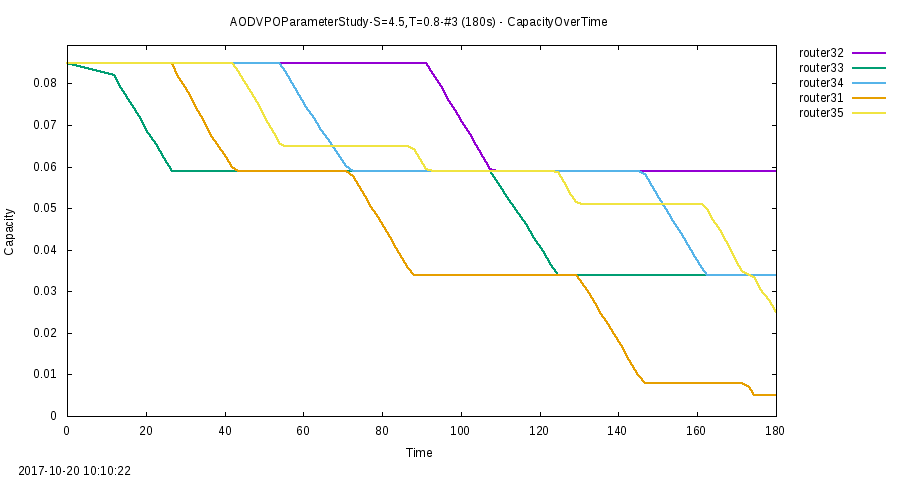 AODVPOParameterStudy-S=4.5,T=0.8-#3 (180s) - CapacityOverTime
router32
router33
router34
router31
router35
0.08
0.07
0.06
0.05
0.04
0.03
0.02
0.01
0
Capacity
0 20 40 60 80 100 120 140 160 180
Time
2017-10-20 10:10:22